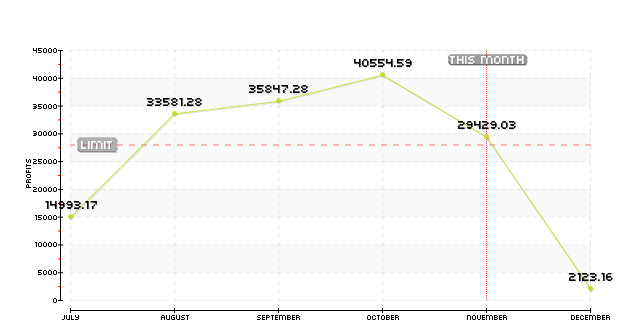 THIS MONTH
45000
40554.59
40000
35847.28
33581.28
35000
30000
29429.03
LIMIT
25000
PROFITS
20000
14993.17
15000
10000
5000
2123.16
0
JULY
AUGUST
SEPTEMBER
OCTOBER
NOVEMBER
DECEMBER